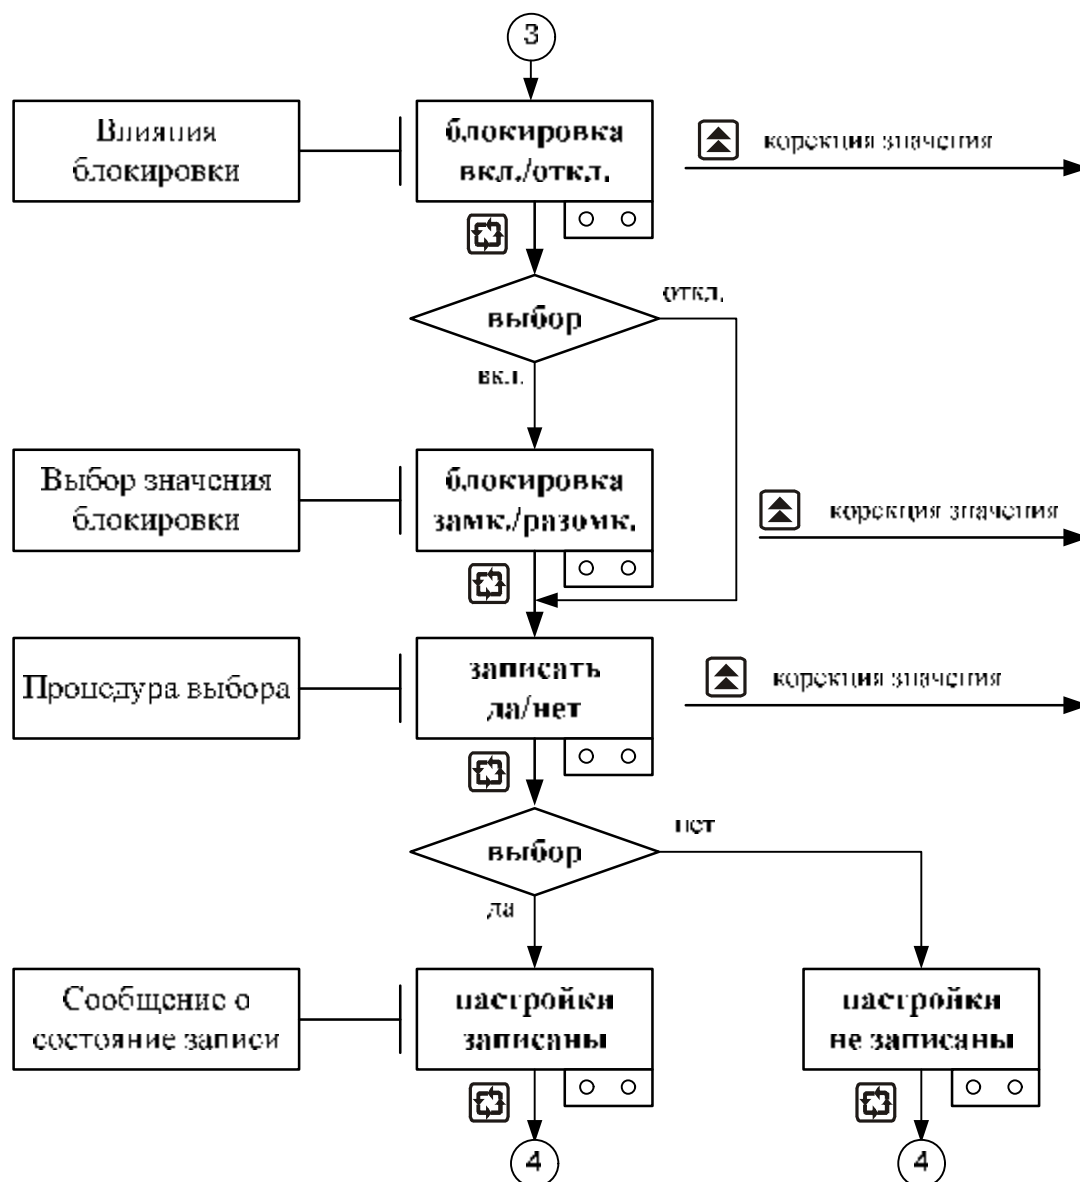 3
Влияния
блокировки
блокировка
вкл./откл.
корекция значения
выбор
откл.
вкл.
Выбор значения
блокировки
блокировка
замк./разомк.
корекция значения
Процедура выбора
записать
да/нет
корекция значения
выбор
нет
да
Сообщение о
состояние записи
настройки
записаны
настройки
не записаны
4
4